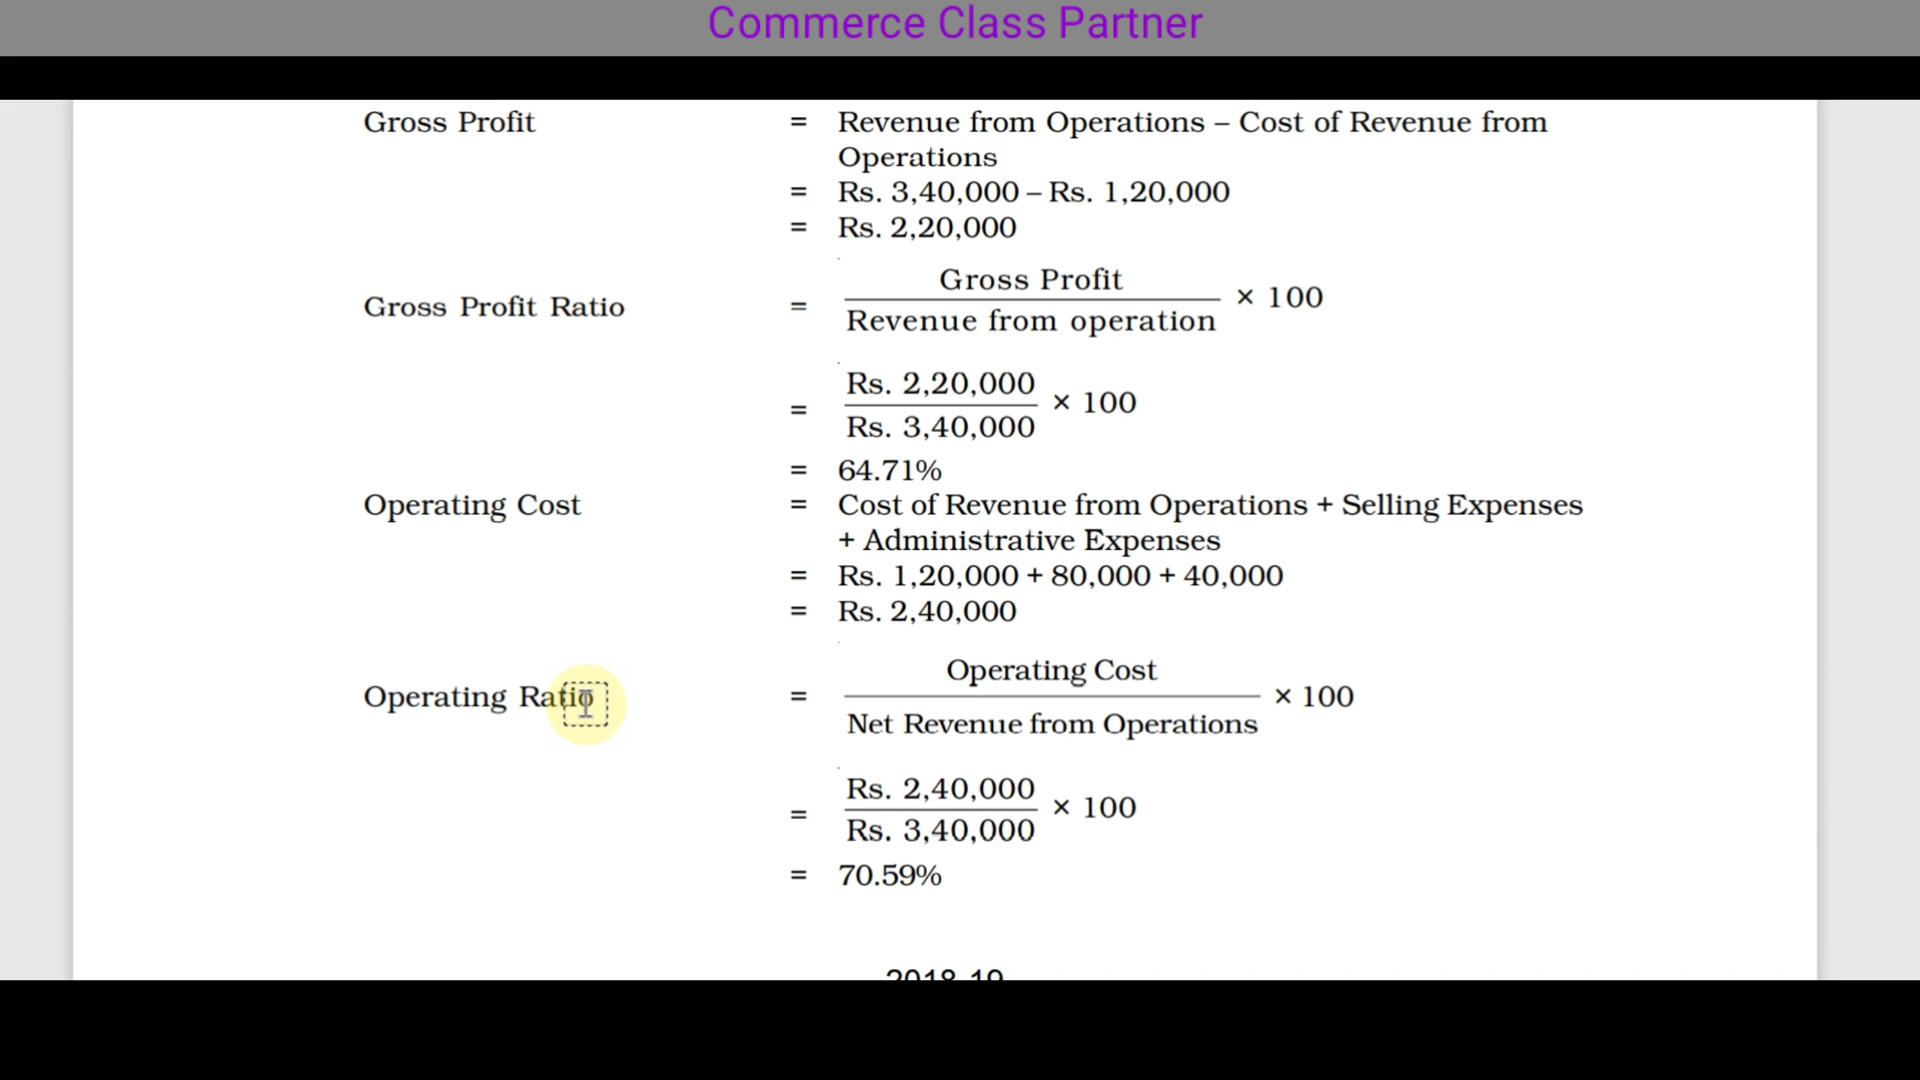 Commerce Class Partner
Gross Profit = Revenue from Operations – Cost of Revenue from
Operations
= Rs. 3,40,000 – Rs. 1,20,000
= Rs. 2,20,000
Gross Profit
Gross Profit Ratio = × 100
Revenue from operation
Rs. 2,20,000
= × 100
Rs. 3,40,000
= 64.71%
Operating Cost = Cost of Revenue from Operations + Selling Expenses
+ Administrative Expenses
= Rs. 1,20,000 + 80,000 + 40,000
= Rs. 2,40,000
Operating Cost
Operating Ratio = × 100
Net Revenue from Operations
Rs. 2,40,000
= × 100
Rs. 3,40,000
= 70.59%
2018-19